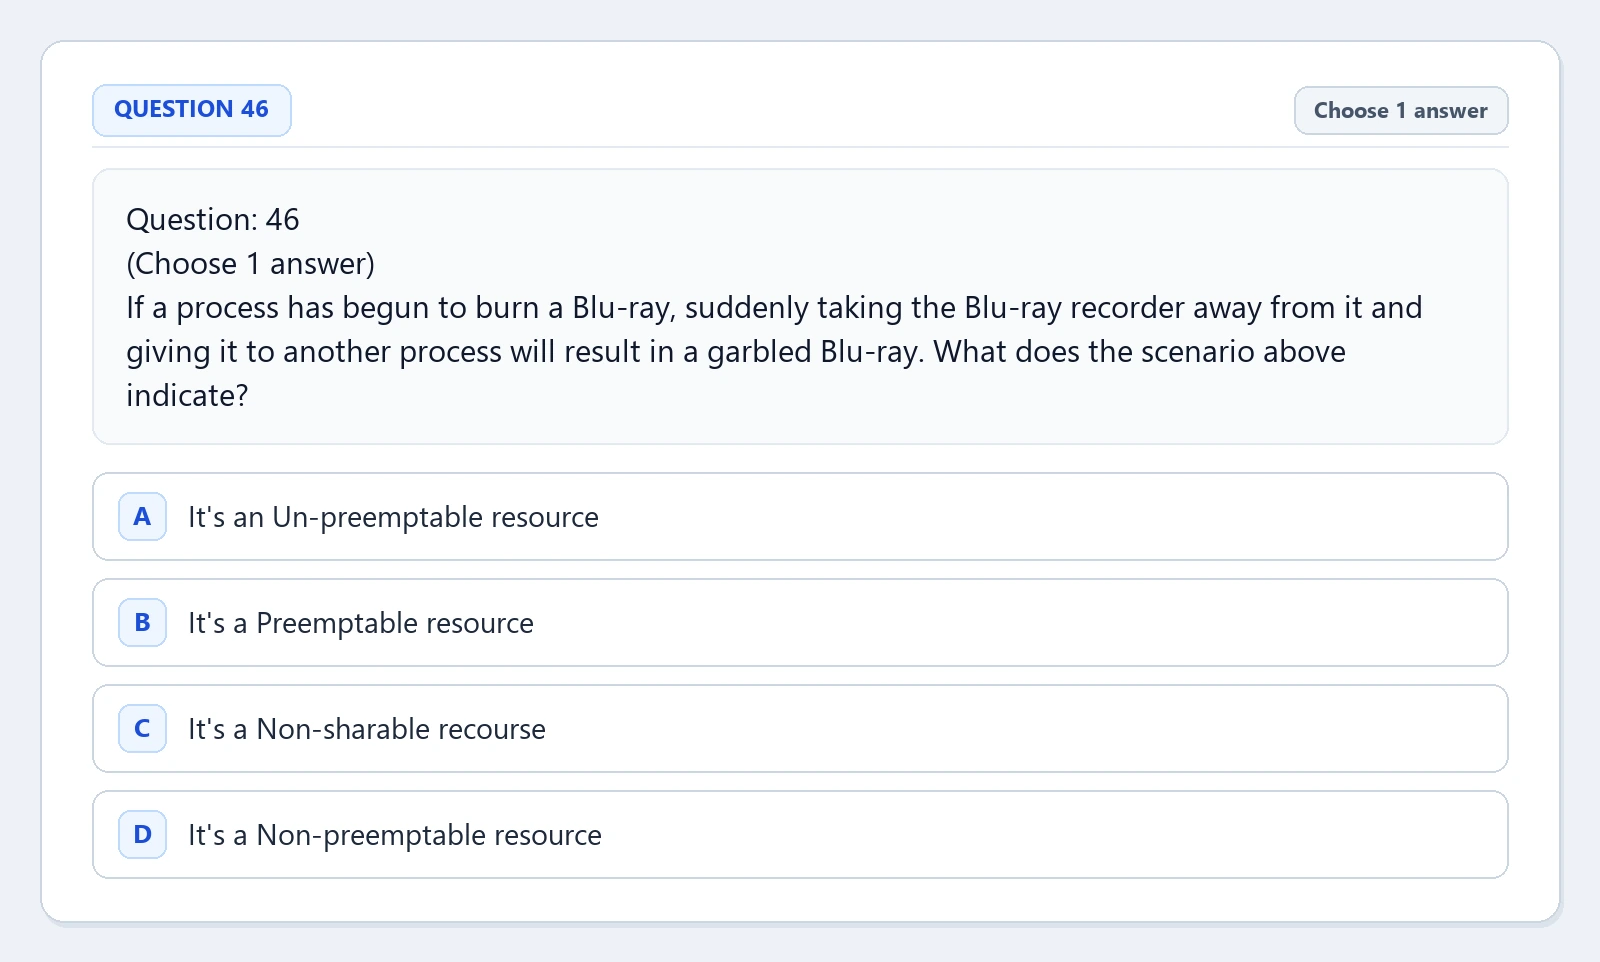 QUESTION 46
Choose 1 answer
Question: 46
(Choose 1 answer)
If a process has begun to burn a Blu-ray, suddenly taking the Blu-ray recorder away from it and
giving it to another process will result in a garbled Blu-ray. What does the scenario above
indicate?
A It's an Un-preemptable resource
B It's a Preemptable resource
C It's a Non-sharable recourse
D It's a Non-preemptable resource